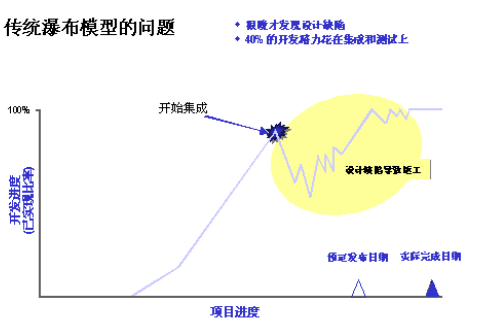 传统瀑布模型的问题
很晚才发现设计缺陷
40% 的开发精力花在集成和测试上
100%
开始集成
设计缺陷导致返工
开发进度
(已实现比率)
预定发布日期
实际完成日期
项目进度